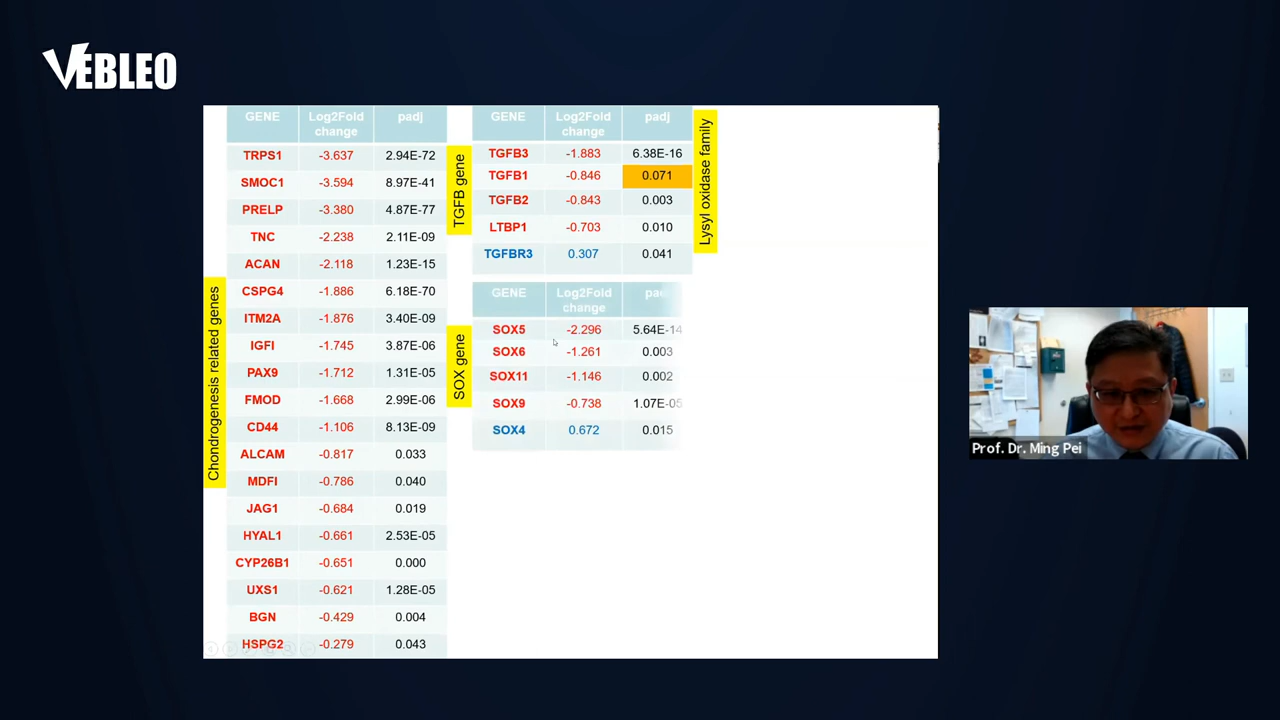 VEBLEO
Chondrogenesis related genes
GENE Log2Fold change padj
TRPS1 -3.637 2.94E-72
SMOC1 -3.594 8.97E-41
PRELP -3.380 4.87E-77
TNC -2.238 2.11E-09
ACAN -2.118 1.23E-15
CSPG4 -1.886 6.18E-70
ITM2A -1.876 3.40E-09
IGFI -1.745 3.87E-06
PAX9 -1.712 1.31E-05
FMOD -1.668 2.99E-06
CD44 -1.106 8.13E-09
ALCAM -0.817 0.033
MDFI -0.786 0.040
JAG1 -0.684 0.019
HYAL1 -0.661 2.53E-05
CYP26B1 -0.651 0.000
UXS1 -0.621 1.28E-05
BGN -0.429 0.004
HSPG2 -0.279 0.043
TGFB gene
GENE Log2Fold change padj
TGFB3 -1.883 6.38E-16
TGFB1 -0.846 0.071
TGFB2 -0.843 0.003
LTBP1 -0.703 0.010
TGFBR3 0.307 0.041
SOX gene
GENE Log2Fold change
SOX5 -2.296 5.64E-14
SOX6 -1.261 0.003
SOX11 -1.146 0.002
SOX9 -0.738 1.07E-05
SOX4 0.672 0.015
Lysyl oxidase family
Prof. Dr. Ming Pei